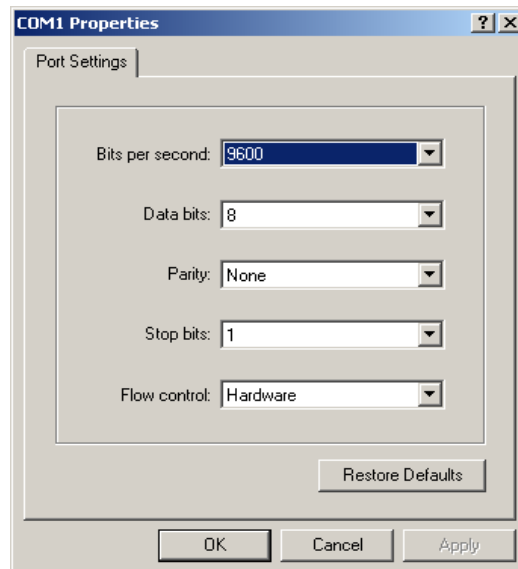 COM1 Properties
Port Settings
Bits per second: 9600
Data bits: 8
Parity: None
Stop bits: 1
Flow control: Hardware
Restore Defaults
OK Cancel Apply